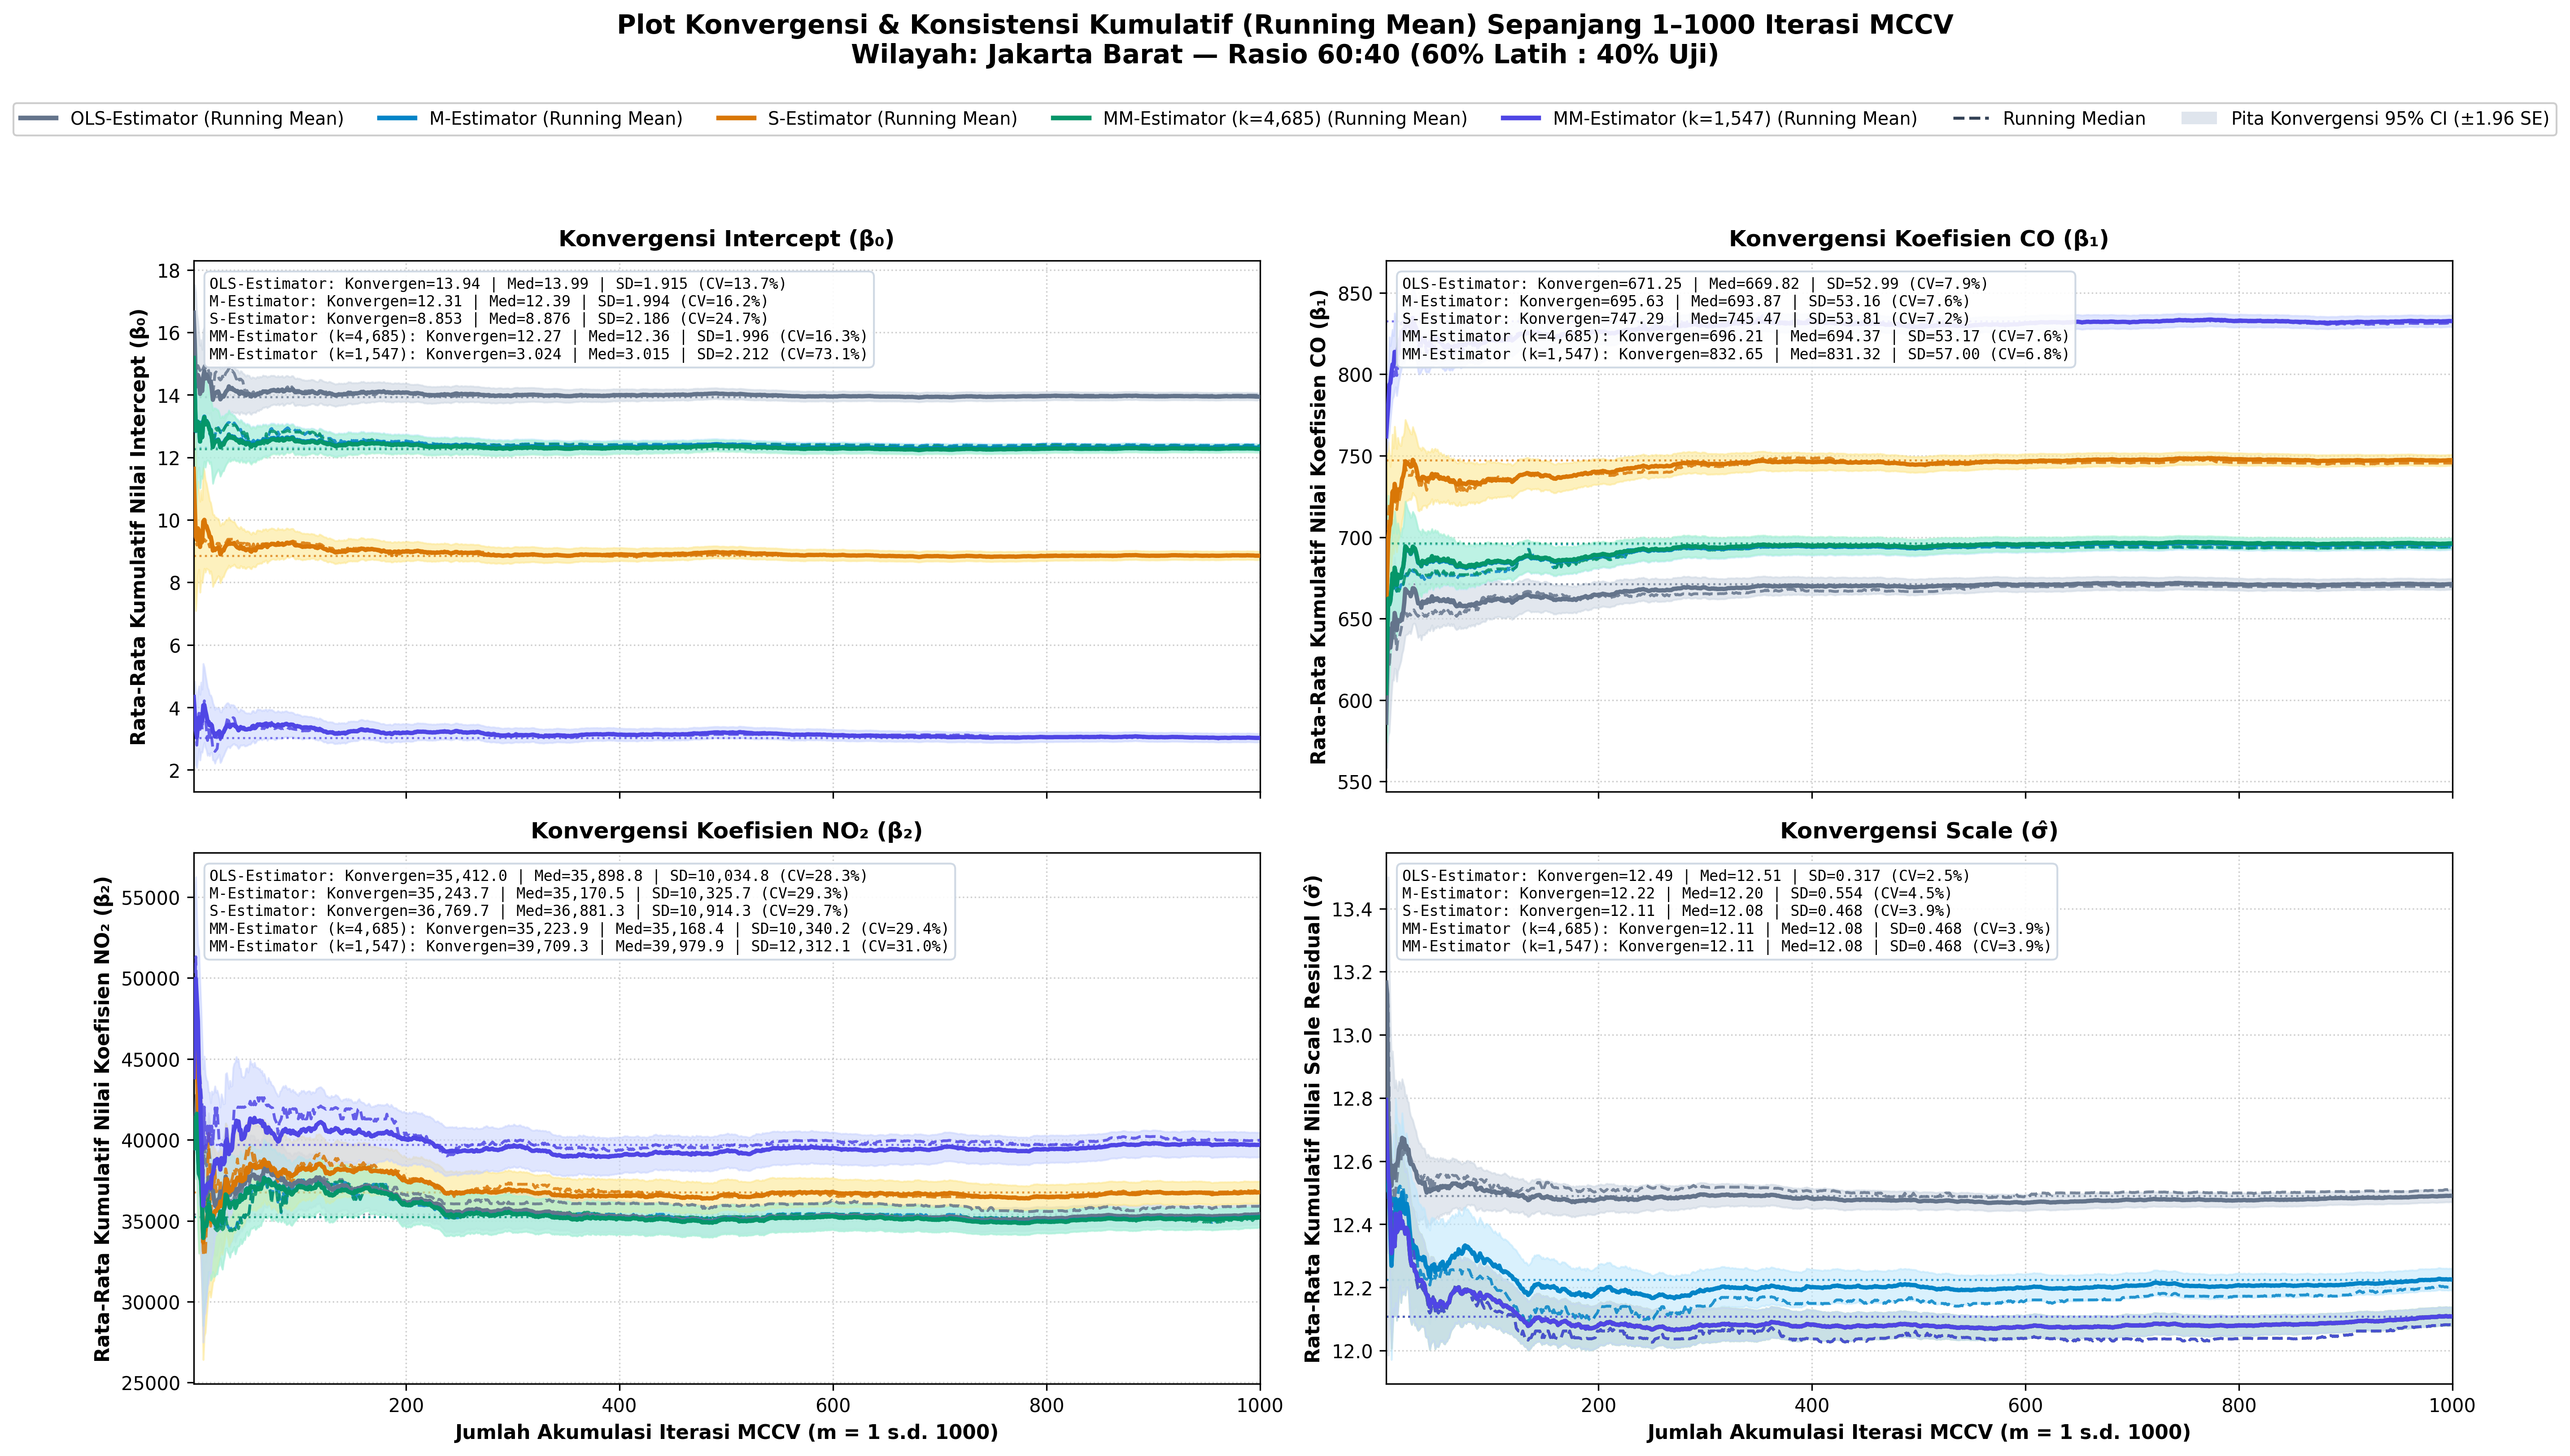 Plot Konvergensi & Konsistensi Kumulatif (Running Mean) Sepanjang 1–1000 Iterasi MCCV
Wilayah: Jakarta Barat — Rasio 60:40 (60% Latih : 40% Uji)
OLS-Estimator (Running Mean) M-Estimator (Running Mean) S-Estimator (Running Mean) MM-Estimator (k=4,685) (Running Mean) MM-Estimator (k=1,547) (Running Mean) Running Median Pita Konvergensi 95% CI (±1.96 SE)
Konvergensi Intercept (β₀)
Rata-Rata Kumulatif Nilai Intercept (β₀)
18
16
14
12
10
8
6
4
2
OLS-Estimator: Konvergen=13.94 | Med=13.99 | SD=1.915 (CV=13.7%)
M-Estimator: Konvergen=12.31 | Med=12.39 | SD=1.994 (CV=16.2%)
S-Estimator: Konvergen=8.853 | Med=8.876 | SD=2.186 (CV=24.7%)
MM-Estimator (k=4,685): Konvergen=12.27 | Med=12.36 | SD=1.996 (CV=16.3%)
MM-Estimator (k=1,547): Konvergen=3.024 | Med=3.015 | SD=2.212 (CV=73.1%)
Konvergensi Koefisien CO (β₁)
Rata-Rata Kumulatif Nilai Koefisien CO (β₁)
850
800
750
700
650
600
550
OLS-Estimator: Konvergen=671.25 | Med=669.82 | SD=52.99 (CV=7.9%)
M-Estimator: Konvergen=695.63 | Med=693.87 | SD=53.16 (CV=7.6%)
S-Estimator: Konvergen=747.29 | Med=745.47 | SD=53.81 (CV=7.2%)
MM-Estimator (k=4,685): Konvergen=696.21 | Med=694.37 | SD=53.17 (CV=7.6%)
MM-Estimator (k=1,547): Konvergen=832.65 | Med=831.32 | SD=57.00 (CV=6.8%)
Konvergensi Koefisien NO₂ (β₂)
Rata-Rata Kumulatif Nilai Koefisien NO₂ (β₂)
55000
50000
45000
40000
35000
30000
25000
OLS-Estimator: Konvergen=35,412.0 | Med=35,898.8 | SD=10,034.8 (CV=28.3%)
M-Estimator: Konvergen=35,243.7 | Med=35,170.5 | SD=10,325.7 (CV=29.3%)
S-Estimator: Konvergen=36,769.7 | Med=36,881.3 | SD=10,914.3 (CV=29.7%)
MM-Estimator (k=4,685): Konvergen=35,223.9 | Med=35,168.4 | SD=10,340.2 (CV=29.4%)
MM-Estimator (k=1,547): Konvergen=39,709.3 | Med=39,979.9 | SD=12,312.1 (CV=31.0%)
200 400 600 800 1000
Jumlah Akumulasi Iterasi MCCV (m = 1 s.d. 1000)
Konvergensi Scale (σ̂)
Rata-Rata Kumulatif Nilai Scale Residual (σ̂)
13.4
13.2
13.0
12.8
12.6
12.4
12.2
12.0
OLS-Estimator: Konvergen=12.49 | Med=12.51 | SD=0.317 (CV=2.5%)
M-Estimator: Konvergen=12.22 | Med=12.20 | SD=0.554 (CV=4.5%)
S-Estimator: Konvergen=12.11 | Med=12.08 | SD=0.468 (CV=3.9%)
MM-Estimator (k=4,685): Konvergen=12.11 | Med=12.08 | SD=0.468 (CV=3.9%)
MM-Estimator (k=1,547): Konvergen=12.11 | Med=12.08 | SD=0.468 (CV=3.9%)
200 400 600 800 1000
Jumlah Akumulasi Iterasi MCCV (m = 1 s.d. 1000)